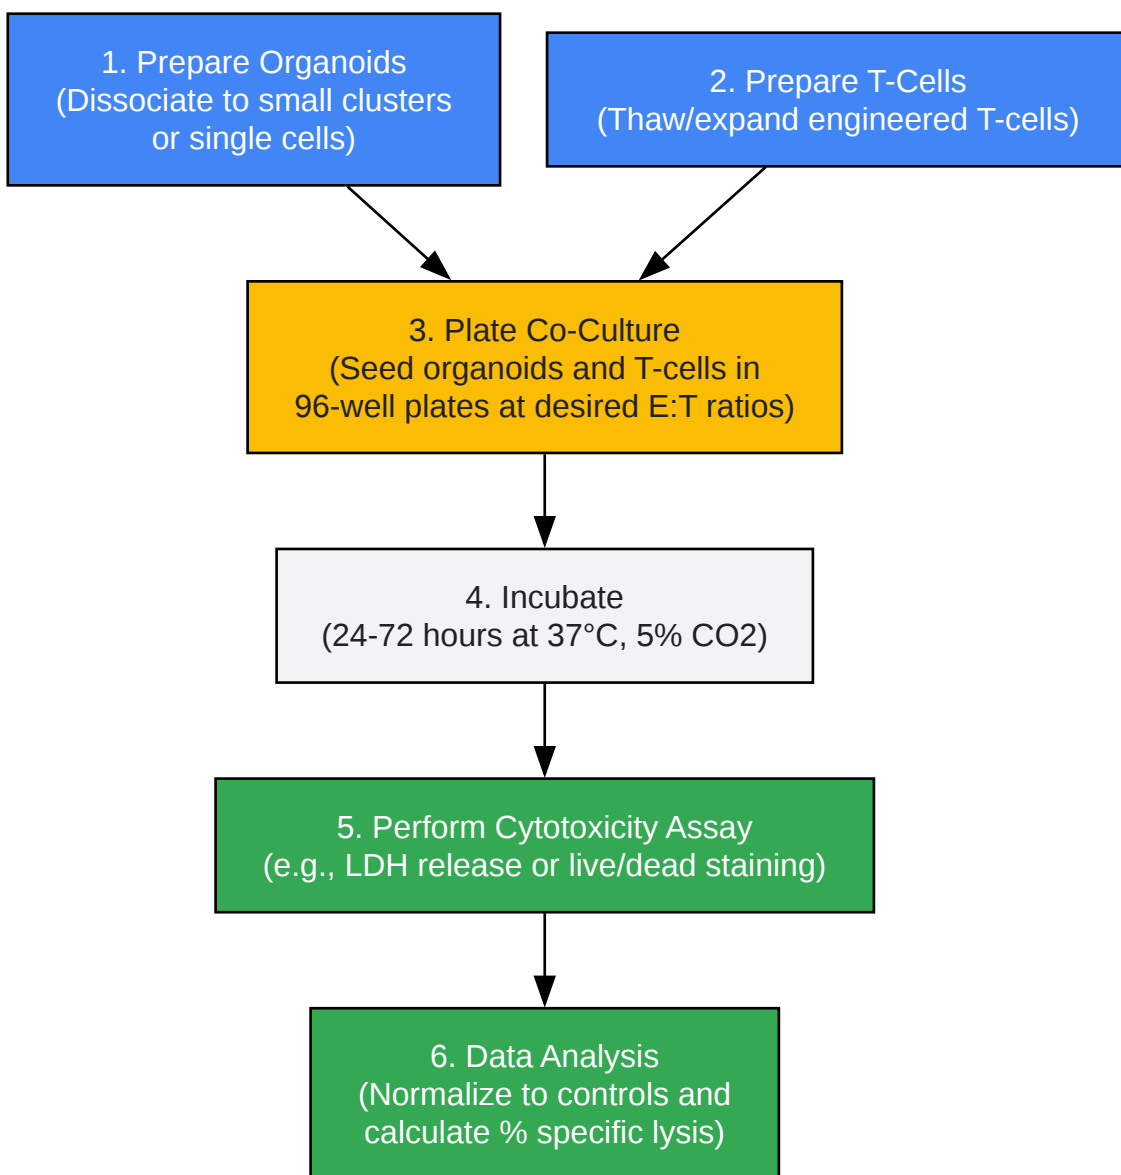 1. Prepare Organoids
(Dissociate to small clusters
or single cells)
2. Prepare T-Cells
(Thaw/expand engineered T-cells)
3. Plate Co-Culture
(Seed organoids and T-cells in
96-well plates at desired E:T ratios)
4. Incubate
(24-72 hours at 37°C, 5% CO2)
5. Perform Cytotoxicity Assay
(e.g., LDH release or live/dead staining)
6. Data Analysis
(Normalize to controls and
calculate % specific lysis)